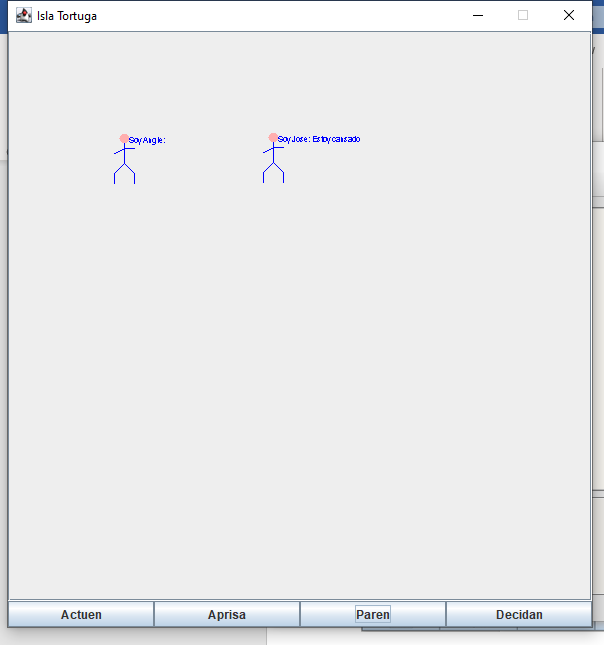 Isla Tortuga
Soy Angie:
Soy Jose: Estoy cansado
Actuen
Aprisa
Paren
Decidan